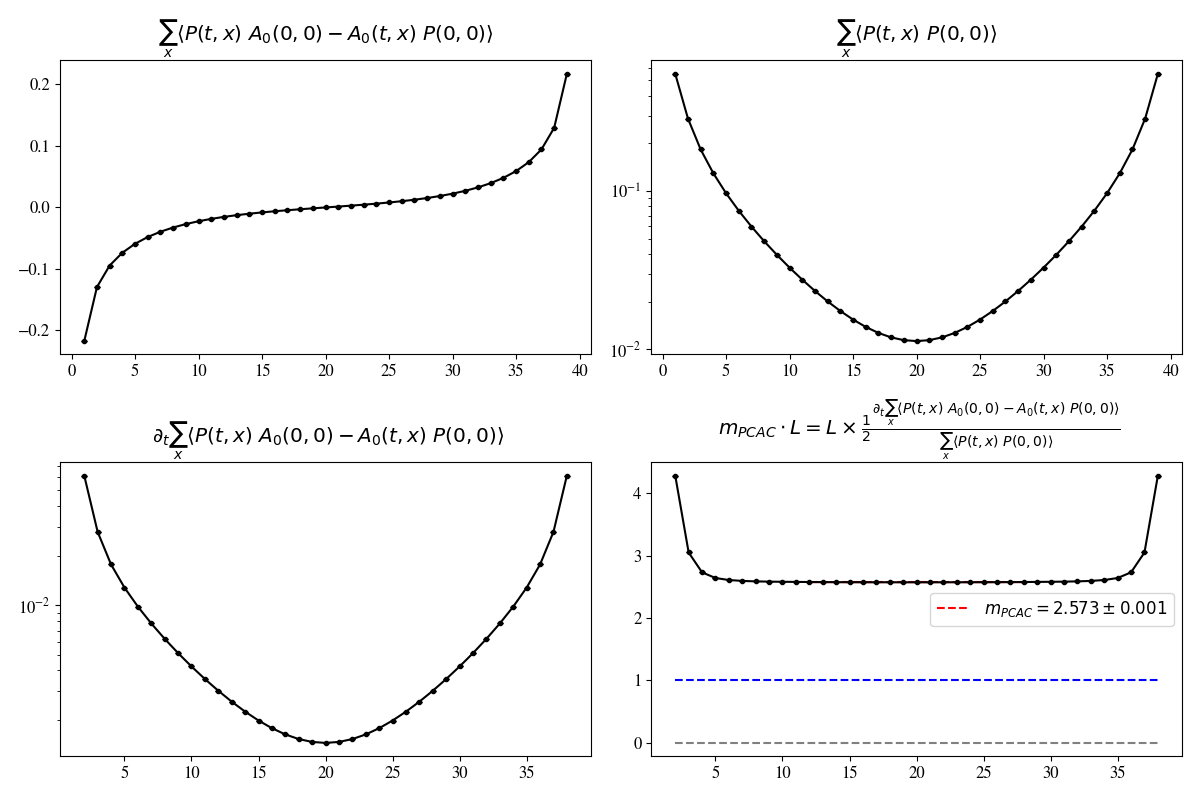 ∑ₓ⟨P(t, x) A₀(0, 0) − A₀(t, x) P(0, 0)⟩
0.2
0.1
0.0
−0.1
−0.2
0 5 10 15 20 25 30 35 40
∑ₓ⟨P(t, x) P(0, 0)⟩
10⁻¹
10⁻²
0 5 10 15 20 25 30 35 40
∂ₜ∑ₓ⟨P(t, x) A₀(0, 0) − A₀(t, x) P(0, 0)⟩
10⁻²
5 10 15 20 25 30 35
m_PCAC · L = L × ½ ∂ₜ∑ₓ⟨P(t, x) A₀(0, 0) − A₀(t, x) P(0, 0)⟩ / ∑ₓ⟨P(t, x) P(0, 0)⟩
4
3
2
1
0
m_PCAC = 2.573 ± 0.001
5 10 15 20 25 30 35